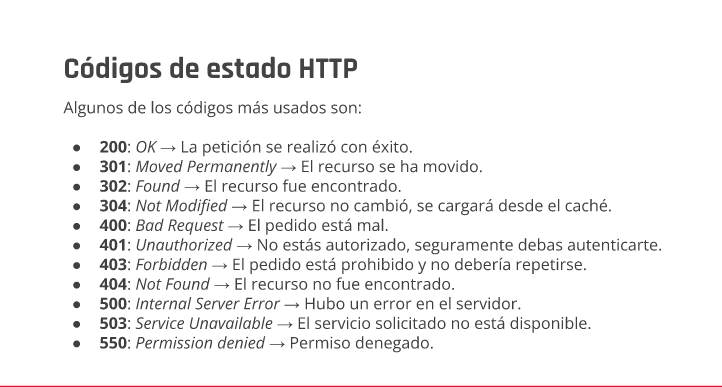 Códigos de estado HTTP
Algunos de los códigos más usados son:
● 200: OK → La petición se realizó con éxito.
● 301: Moved Permanently → El recurso se ha movido.
● 302: Found → El recurso fue encontrado.
● 304: Not Modified → El recurso no cambió, se cargará desde el caché.
● 400: Bad Request → El pedido está mal.
● 401: Unauthorized → No estás autorizado, seguramente debas autenticarte.
● 403: Forbidden → El pedido está prohibido y no debería repetirse.
● 404: Not Found → El recurso no fue encontrado.
● 500: Internal Server Error → Hubo un error en el servidor.
● 503: Service Unavailable → El servicio solicitado no está disponible.
● 550: Permission denied → Permiso denegado.